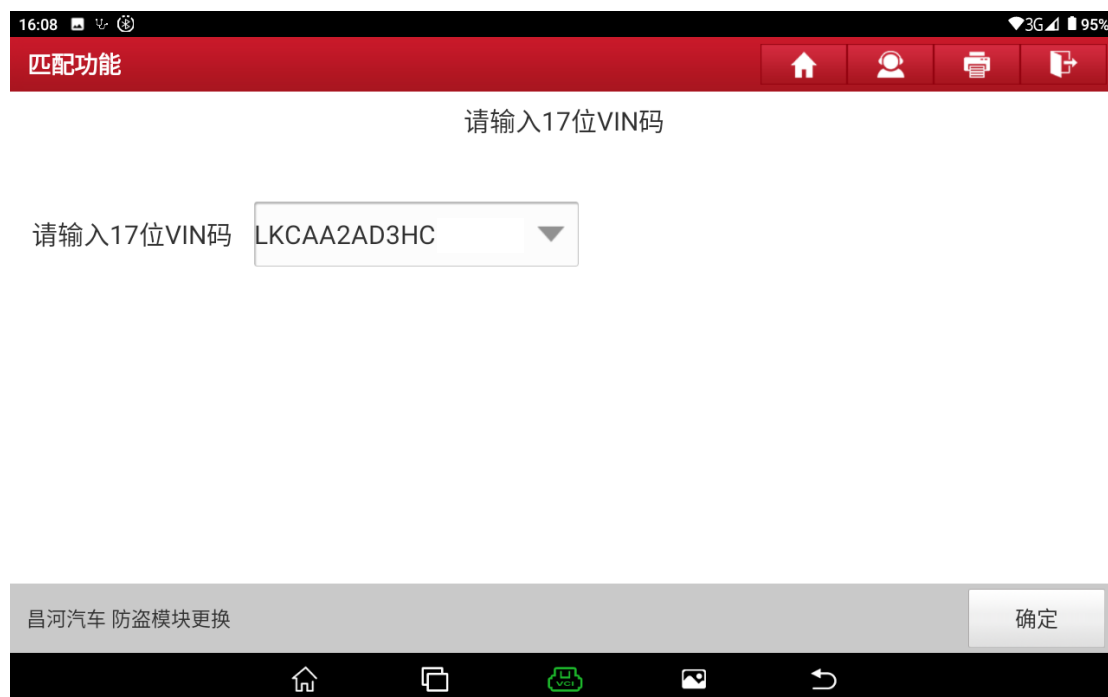 16:08 3G 95%
匹配功能
请输入17位VIN码
请输入17位VIN码 LKCAA2AD3HC
昌河汽车 防盗模块更换 确定
VCI